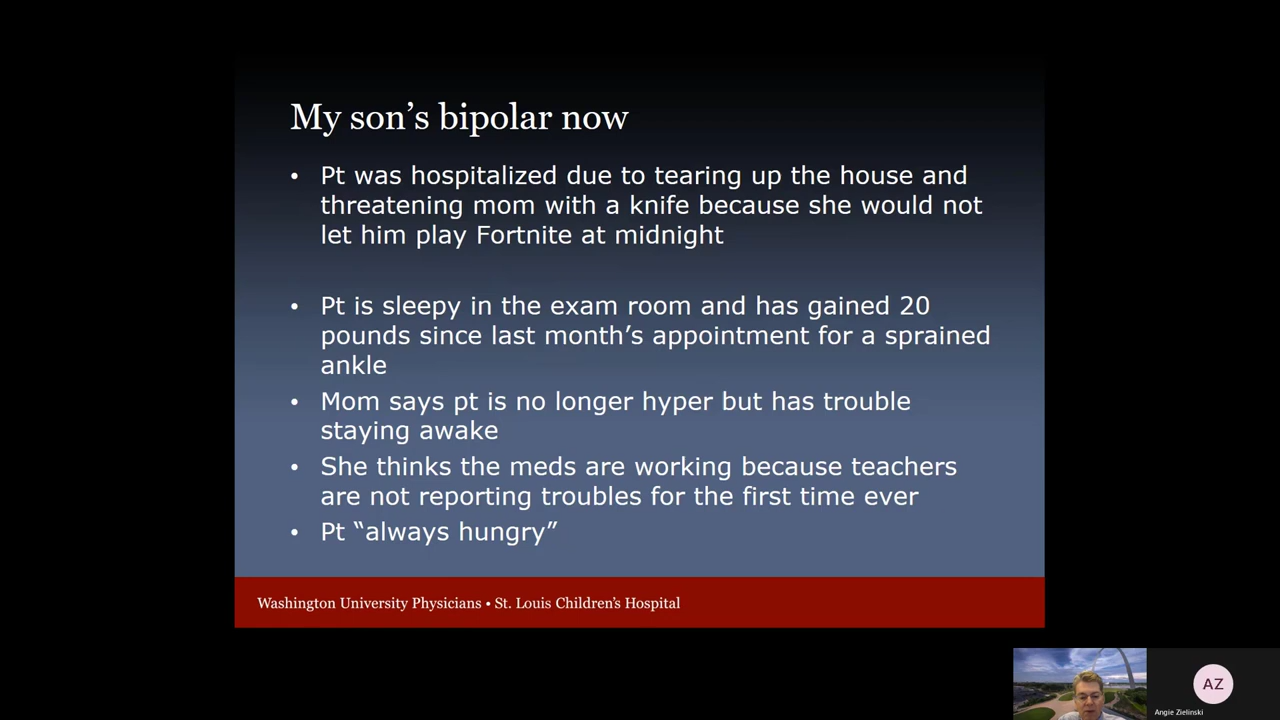 My son’s bipolar now
• Pt was hospitalized due to tearing up the house and
threatening mom with a knife because she would not
let him play Fortnite at midnight
• Pt is sleepy in the exam room and has gained 20
pounds since last month’s appointment for a sprained
ankle
• Mom says pt is no longer hyper but has trouble
staying awake
• She thinks the meds are working because teachers
are not reporting troubles for the first time ever
• Pt “always hungry”
Washington University Physicians • St. Louis Children’s Hospital
AZ
Angie Zielinski